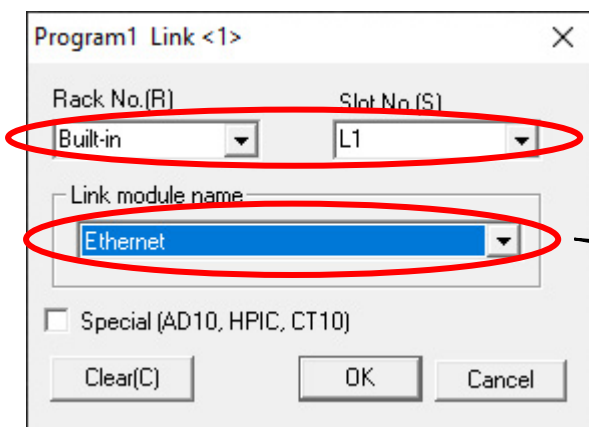 Program1 Link <1>
Rack No.(R) Slot No.(S)
Built-in L1
Link module name
Ethernet
Special (AD10, HPIC, CT10)
Clear(C) OK Cancel